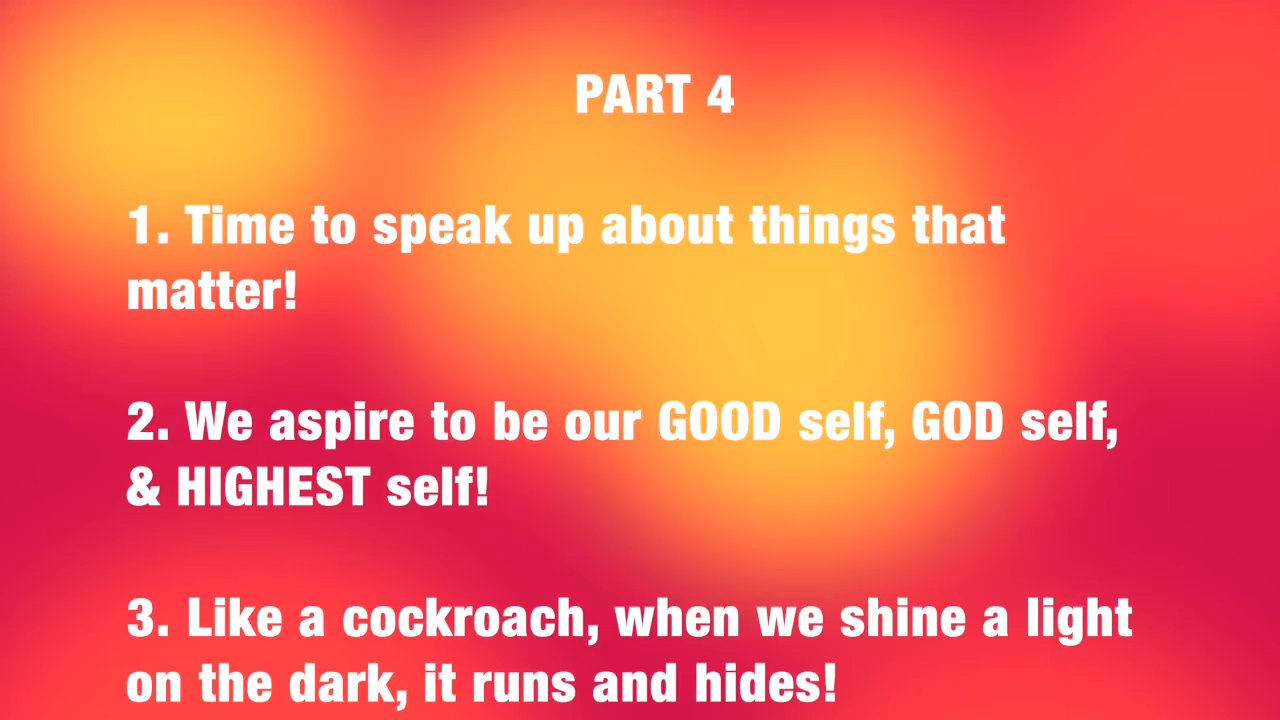 PART 4
1. Time to speak up about things that
matter!
2. We aspire to be our GOOD self, GOD self,
& HIGHEST self!
3. Like a cockroach, when we shine a light
on the dark, it runs and hides!